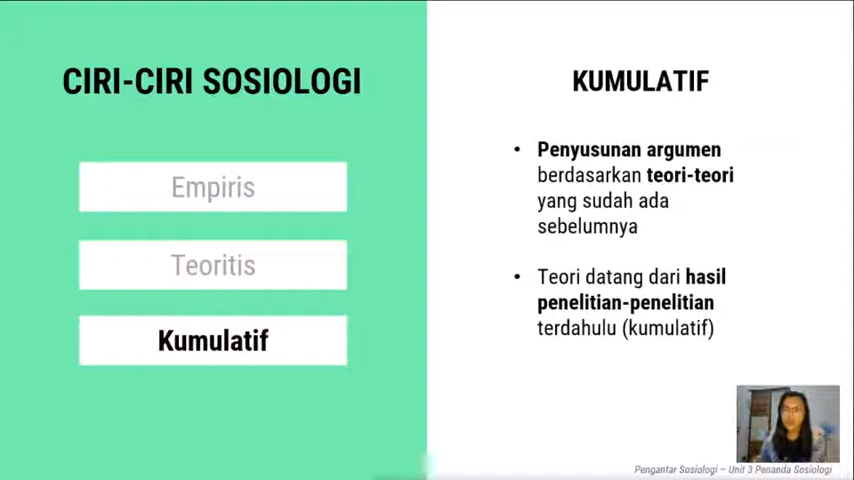 CIRI-CIRI SOSIOLOGI
Empiris
Teoritis
Kumulatif
KUMULATIF
• Penyusunan argumen
berdasarkan teori-teori
yang sudah ada
sebelumnya
• Teori datang dari hasil
penelitian-penelitian
terdahulu (kumulatif)
Pengantar Sosiologi – Unit 3 Penanda Sosiologi